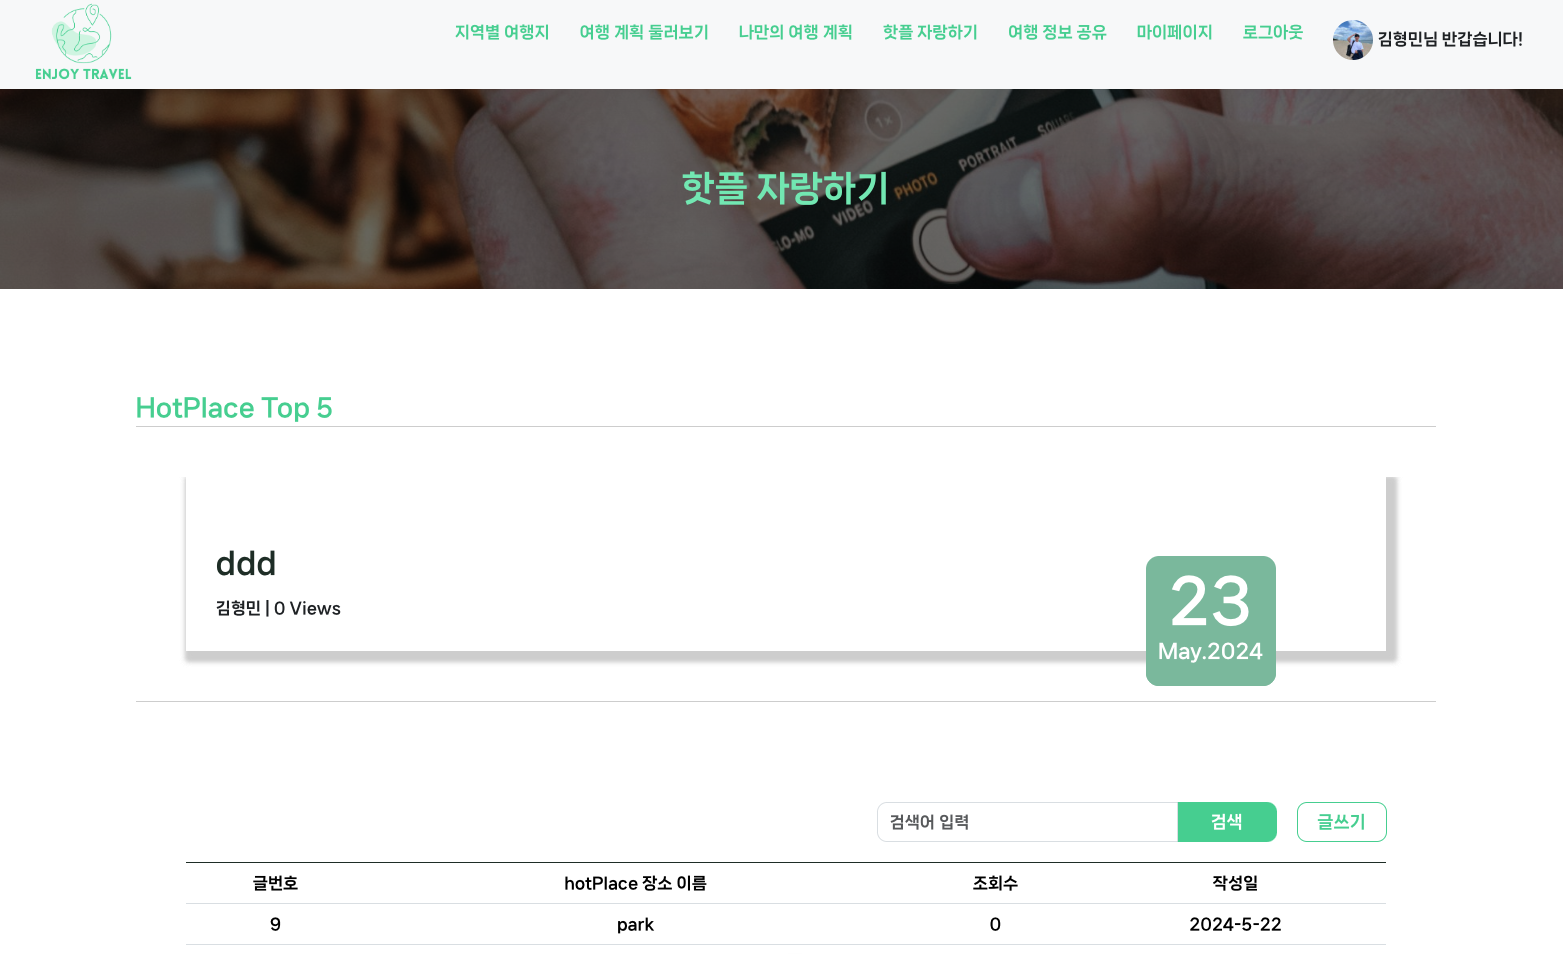 ENJOY TRAVEL
지역별 여행지 여행 계획 둘러보기 나만의 여행 계획 핫플 자랑하기 여행 정보 공유 마이페이지 로그아웃 김형민님 반갑습니다!
1×
SQUARE
PORTRAIT
PHOTO
VIDEO
LO-MO
핫플 자랑하기
HotPlace Top 5
ddd
김형민 | 0 Views
23
May.2024
검색어 입력 검색 글쓰기
글번호 hotPlace 장소 이름 조회수 작성일
9 park 0 2024-5-22